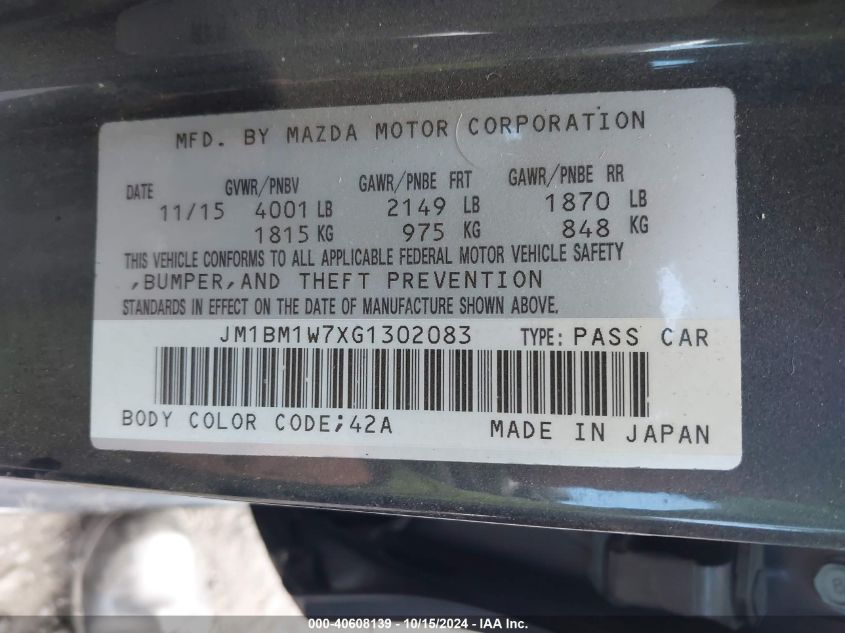 MFD. BY MAZDA MOTOR CORPORATION
DATE GVWR/PNBV GAWR/PNBE FRT GAWR/PNBE RR
11/15 4001 LB 2149 LB 1870 LB
1815 KG 975 KG 848 KG
THIS VEHICLE CONFORMS TO ALL APPLICABLE FEDERAL MOTOR VEHICLE SAFETY
,BUMPER,AND THEFT PREVENTION
STANDARDS IN EFFECT ON THE DATE OF MANUFACTURE SHOWN ABOVE.
JM1BM1W7XG1302083 TYPE: PASS CAR
BODY COLOR CODE;42A MADE IN JAPAN
000-40608139 - 10/15/2024 - IAA Inc.